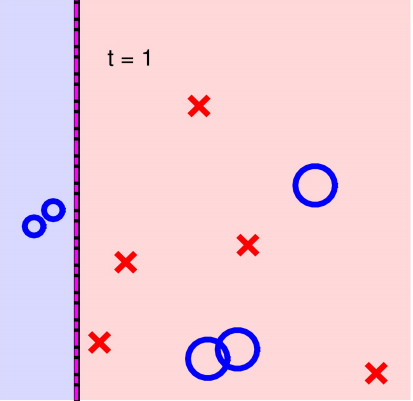 t = 1